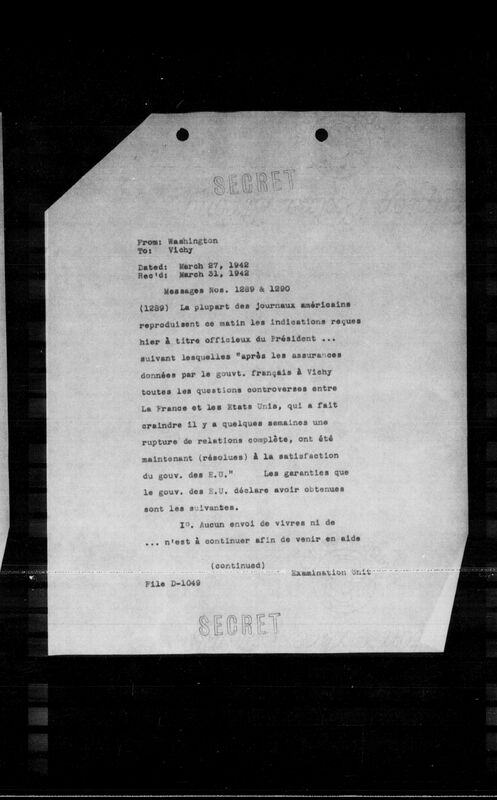 SECRET
From: Washington
To: Vichy
Dated: March 27, 1942
Rec'd: March 31, 1942
Messages Nos. 1289 & 1290
(1289) La plupart des journaux américains
reproduisent ce matin les indications reçues
hier à titre officieux du Président ...
suivant lesquelles "après les assurances
données par le gouvt. français à Vichy
toutes les questions controverses entre
La France et les Etats Unis, qui a fait
craindre il y a quelques semaines une
rupture de relations complète, ont été
maintenant (résolues) à la satisfaction
du gouv. des E.U." Les garanties que
le gouv. des E.U. déclare avoir obtenues
sont les suivantes.
I°. Aucun envoi de vivres ni de
... n'est à continuer afin de venir en aide
(continued)
Examination Unit
File D-1049
SECRET